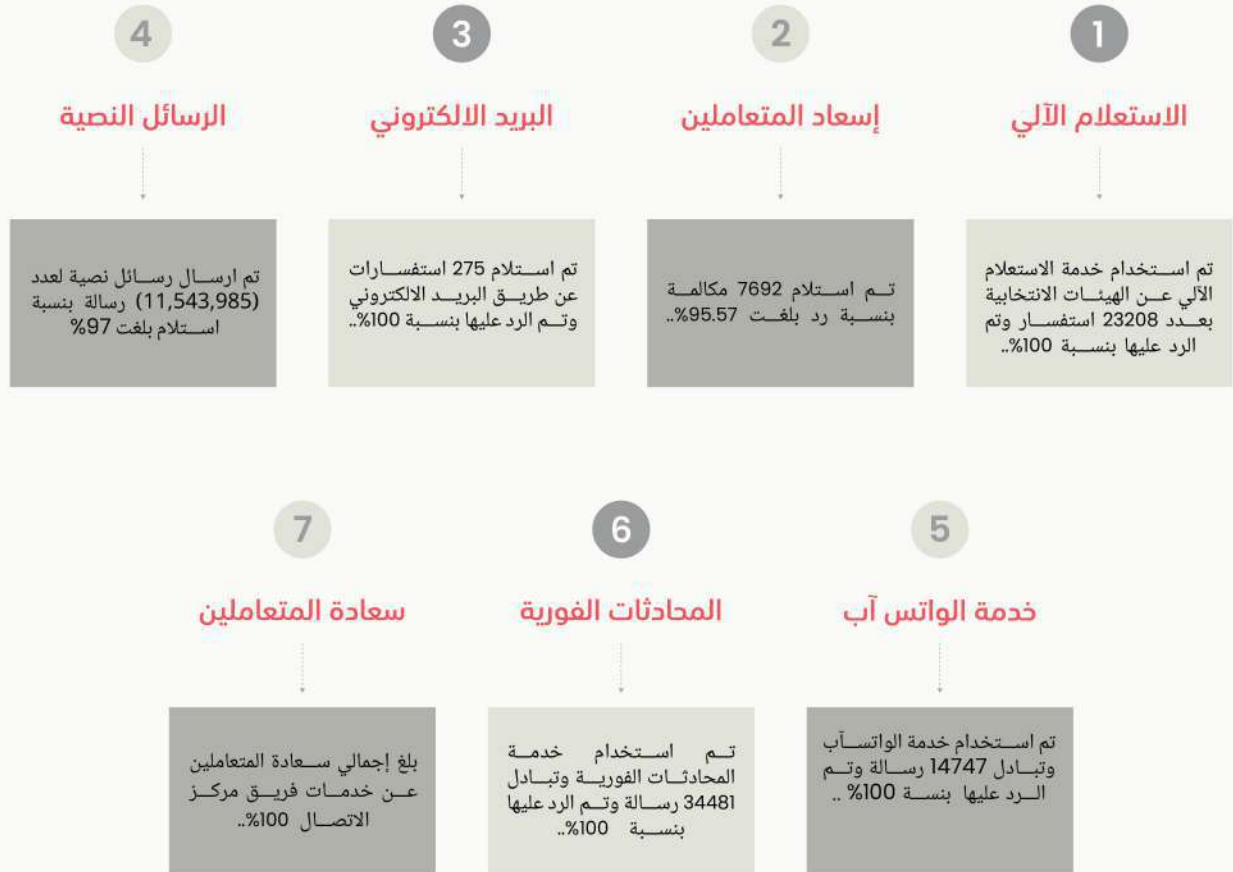 1
الاستعلام الآلي
تم استخدام خدمة الاستعلام
الآلي عن الهيئات الانتخابية
بعدد 23208 استفسار وتم
الرد عليها بنسبة 100%..
2
إسعاد المتعاملين
تم استلام 7692 مكالمة
بنسبة رد بلغت 95.57%..
3
البريد الالكتروني
تم استلام 275 استفسارات
عن طريق البريد الالكتروني
وتم الرد عليها بنسبة 100%..
4
الرسائل النصية
تم ارسال رسائل نصية لعدد
(11,543,985) رسالة بنسبة
استلام بلغت 97%
5
خدمة الواتس آب
تم استخدام خدمة الواتسآب
وتبادل 14747 رسالة وتم
الرد عليها بنسة 100% ..
6
المحادثات الفورية
تم استخدام خدمة
المحادثات الفورية وتبادل
34481 رسالة وتم الرد عليها
بنسبة 100%..
7
سعادة المتعاملين
بلغ إجمالي سعادة المتعاملين
عن خدمات فريق مركز
الاتصال 100%..